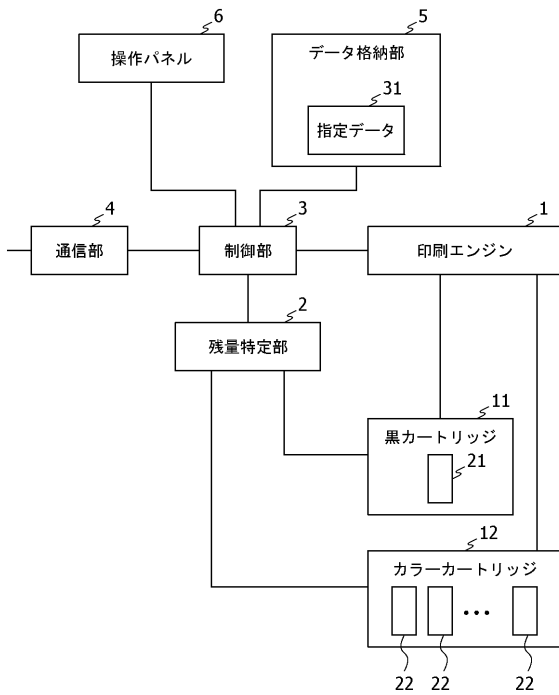 6
操作パネル
5
データ格納部
31
指定データ
4
通信部
3
制御部
1
印刷エンジン
2
残量特定部
11
黒カートリッジ
21
12
カラーカートリッジ
•••
22
22
22